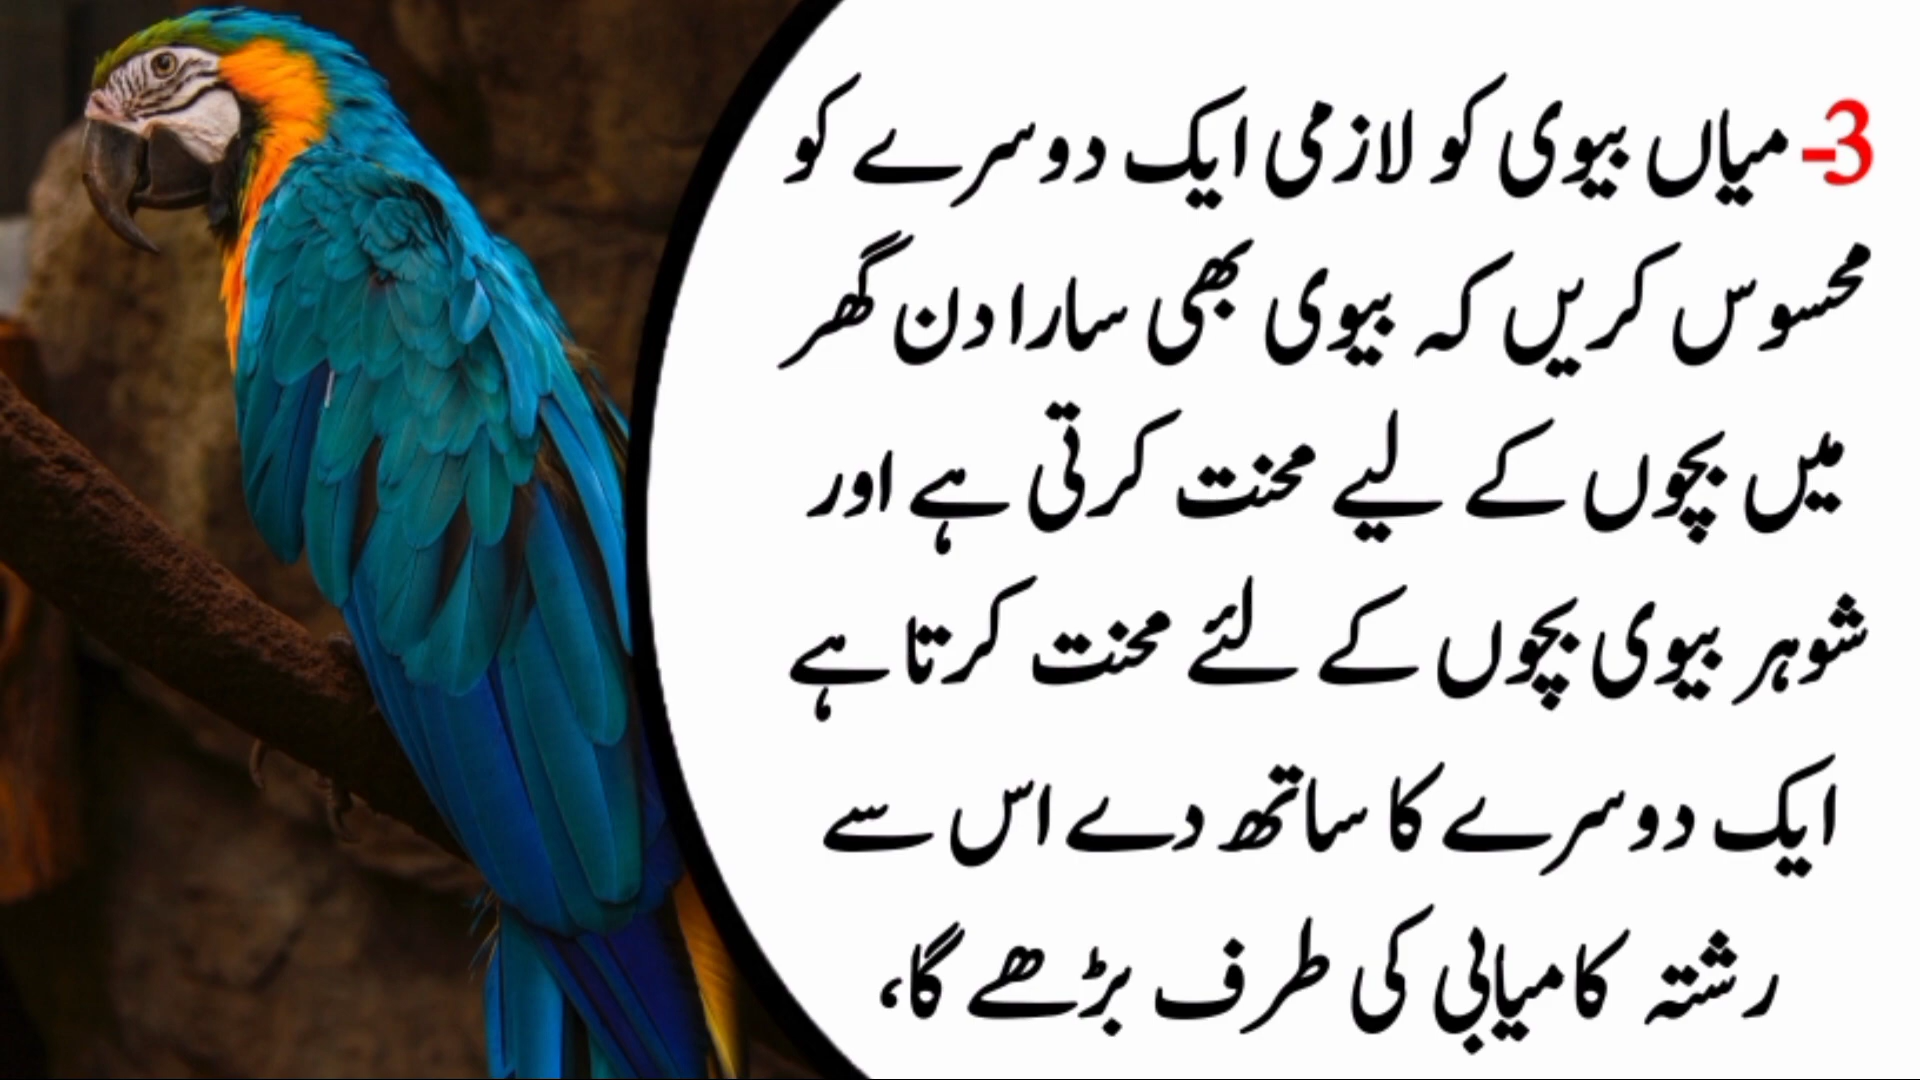 3- میاں بیوی کو لازمی ایک دوسرے کو
محسوس کریں کہ بیوی بھی سارا دن گھر
میں بچوں کے لیے محنت کرتی ہے اور
شوہر بیوی بچوں کے لئے محنت کرتا ہے
ایک دوسرے کا ساتھ دے اس سے
رشتہ کامیابی کی طرف بڑھے گا،